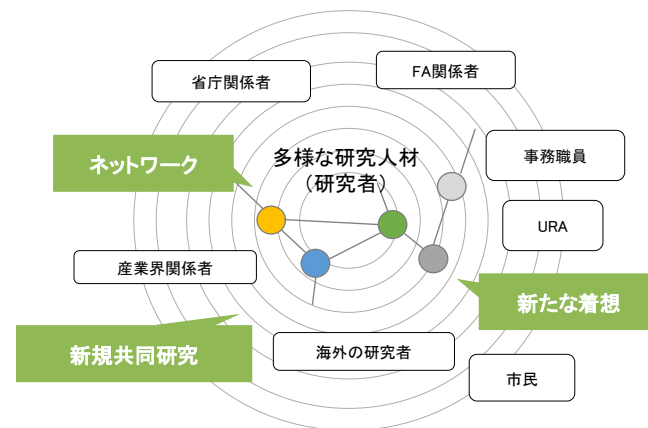 省庁関係者
FA関係者
ネットワーク
多様な研究人材
（研究者）
事務職員
URA
産業界関係者
新たな着想
新規共同研究
海外の研究者
市民